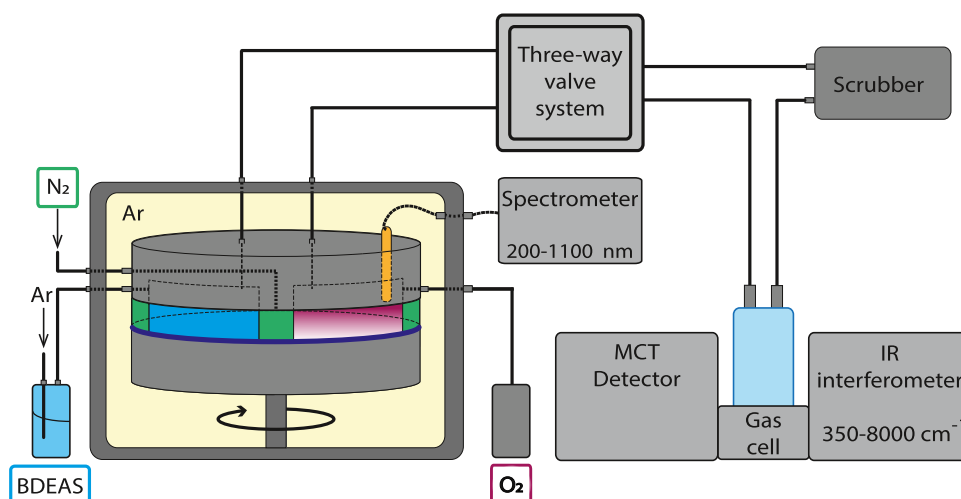 Three-way
valve
system
Scrubber
N₂
Ar
Spectrometer
200-1100 nm
Ar
MCT
Detector
IR
interferometer
350-8000 cm⁻¹
Gas
cell
BDEAS
O₂